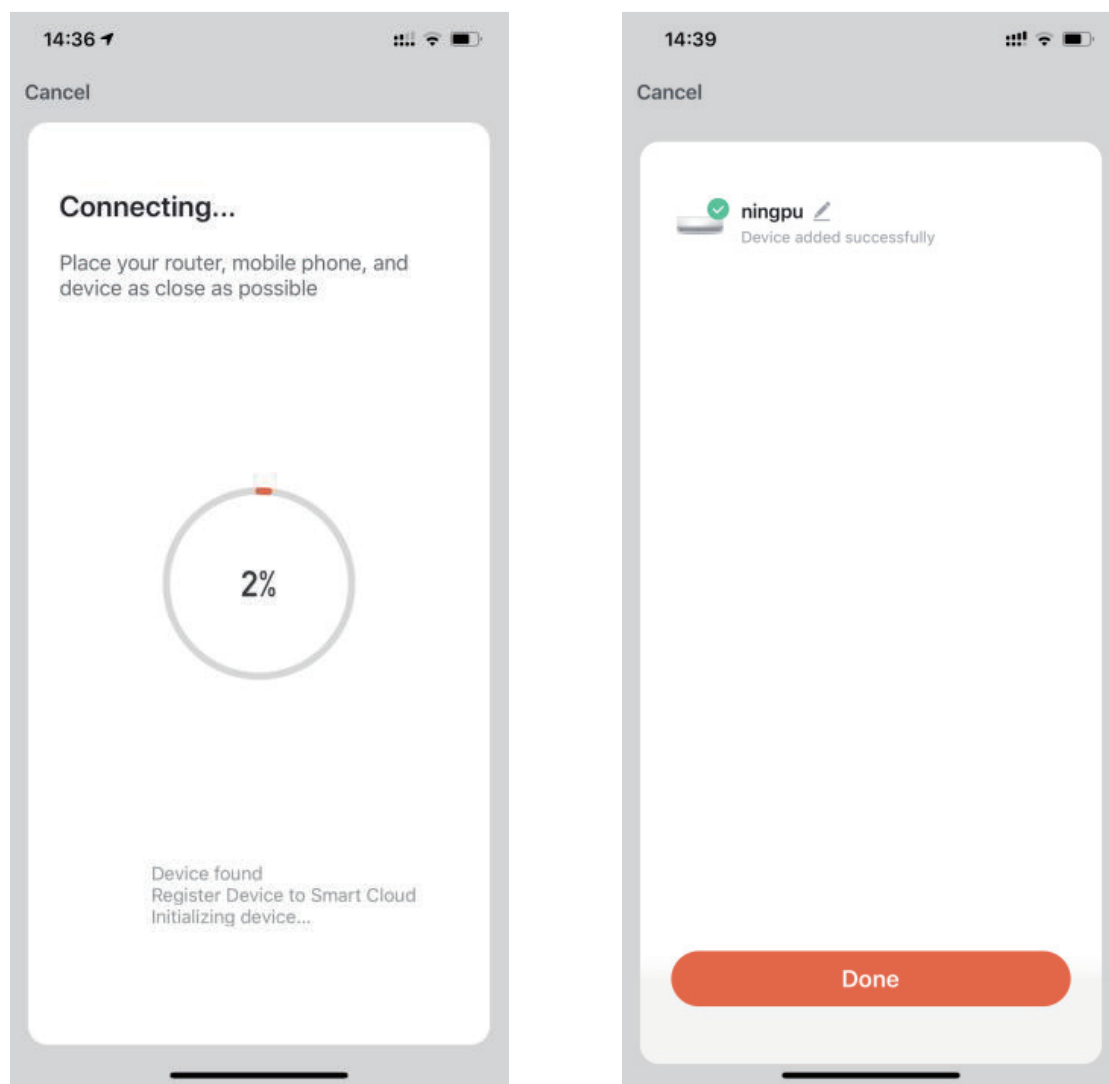 14:36
Cancel
Connecting...
Place your router, mobile phone, and
device as close as possible
2%
Device found
Register Device to Smart Cloud
Initializing device...
14:39
Cancel
ningpu
Device added successfully
Done